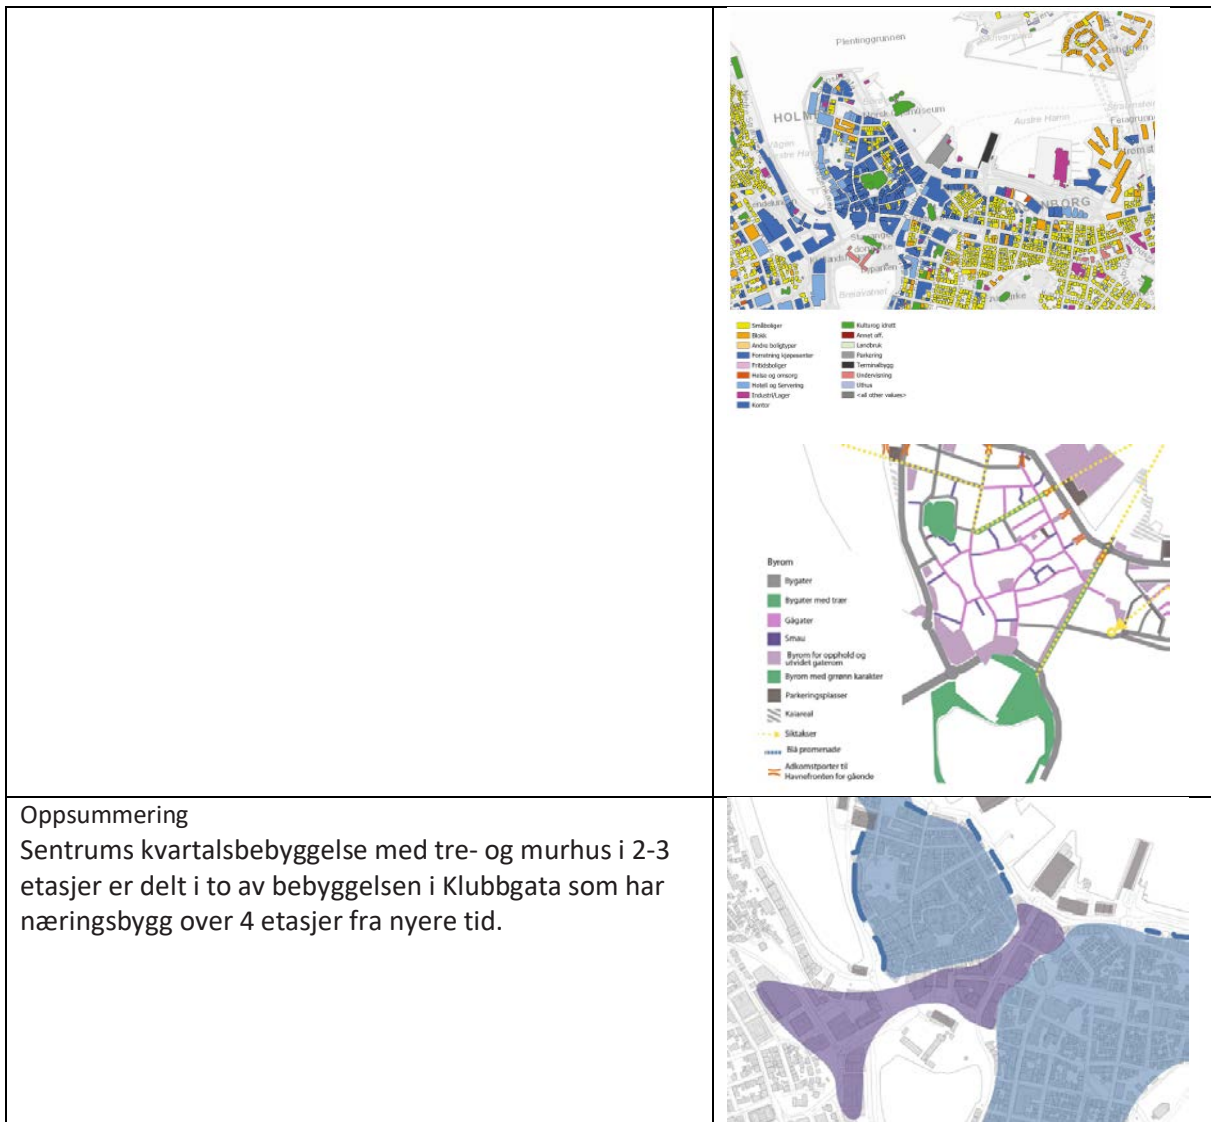 Plentinggrunnen
HOLM
Austre Hamn
Småboliger
Blokk
Andre boligtyper
Forretning kjøpesenter
Fritidsboliger
Helse og omsorg
Hotell og Servering
Industri/Lager
Kontor
Kultur og idrett
Annet off.
Landbruk
Parkering
Terminalbygg
Undervisning
Uthus
<all other values>
Byrom
Bygater
Bygater med trær
Gågater
Smau
Byrom for opphold og
utvidet gaterom
Byrom med grønn karakter
Parkeringsplasser
Kaiareal
Siktakser
Blå promenade
Adkomstporter til
Havnefronten for gående
Oppsummering
Sentrums kvartalsbebyggelse med tre- og murhus i 2-3
etasjer er delt i to av bebyggelsen i Klubbgata som har
næringsbygg over 4 etasjer fra nyere tid.